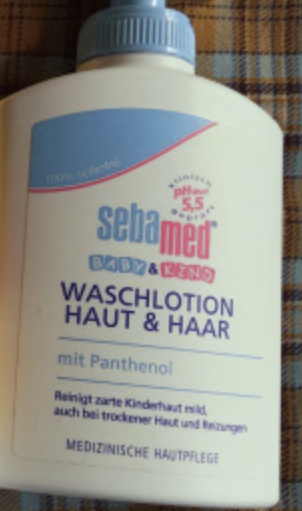 100% seifenfrei
klinisch
pH-Wert
5,5
geprüft
sebamed®
BABY & KIND
WASCHLOTION
HAUT & HAAR
mit Panthenol
Reinigt zarte Kinderhaut mild,
auch bei trockener Haut und Reizungen
MEDIZINISCHE HAUTPFLEGE